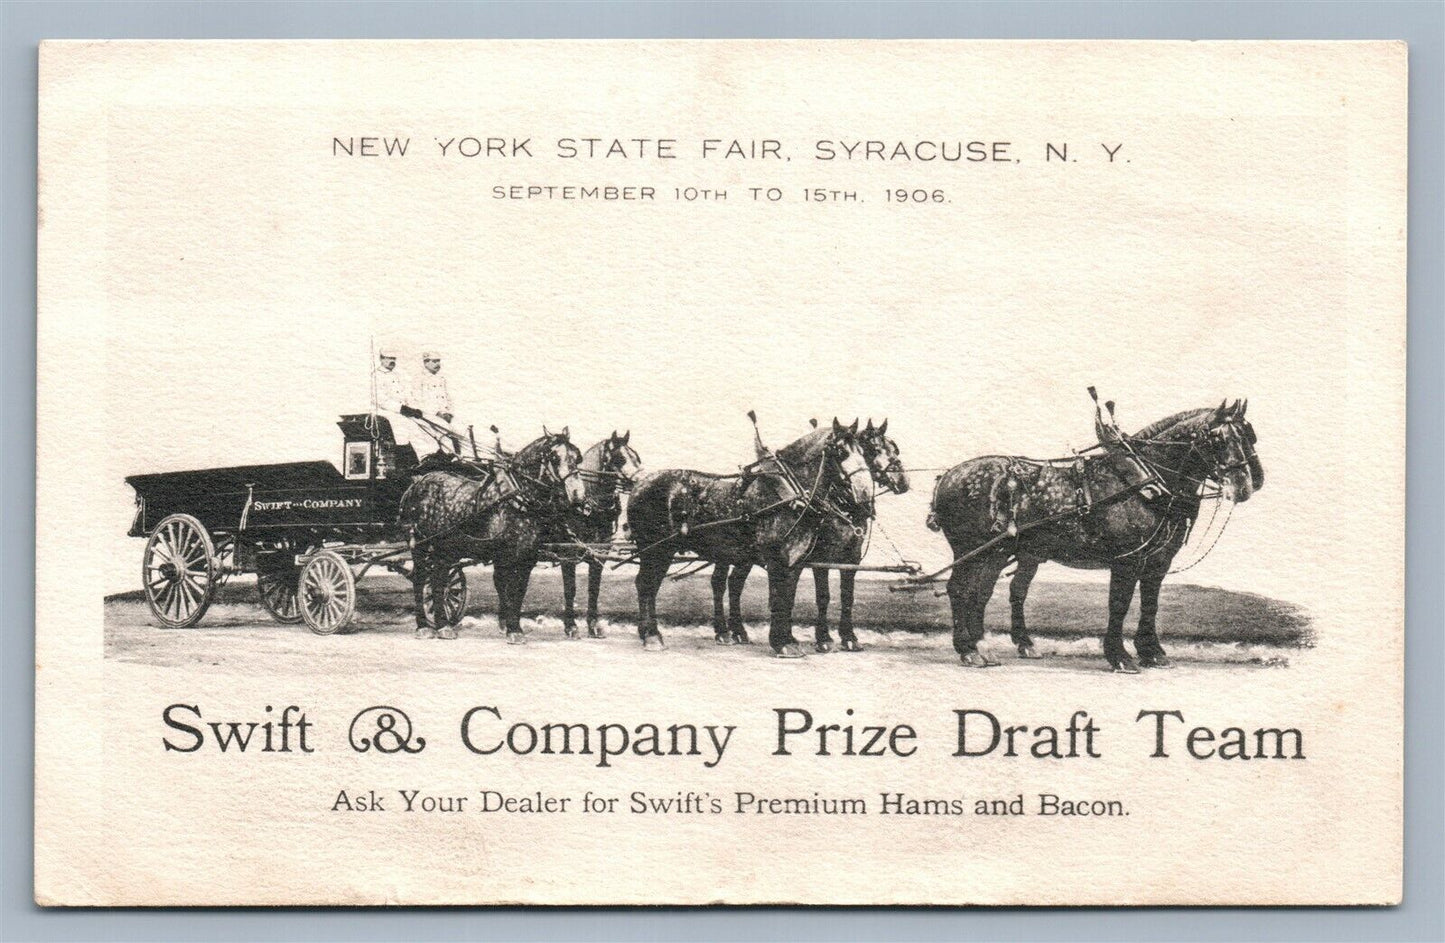 NEW YORK STATE FAIR, SYRACUSE, N. Y.
SEPTEMBER 10TH TO 15TH, 1906.
SWIFT--COMPANY
Swift & Company Prize Draft Team
Ask Your Dealer for Swift's Premium Hams and Bacon.